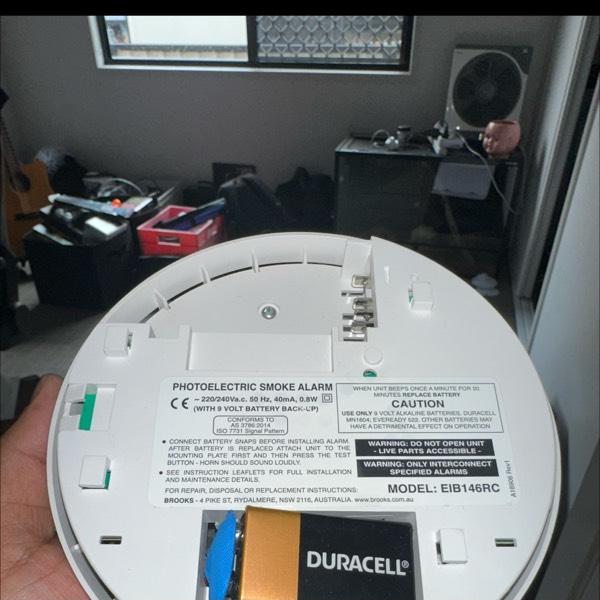 PHOTOELECTRIC SMOKE ALARM
CE ~ 220/240Va.c. 50 Hz, 40mA, 0.8W
(WITH 9 VOLT BATTERY BACK-UP)
CONFORMS TO
AS 3786:2014
ISO 7731 Signal Pattern
• CONNECT BATTERY SNAPS BEFORE INSTALLING ALARM.
AFTER BATTERY IS REPLACED ATTACH UNIT TO THE
MOUNTING PLATE FIRST AND THEN PRESS THE TEST
BUTTON - HORN SHOULD SOUND LOUDLY.
• SEE INSTRUCTION LEAFLETS FOR FULL INSTALLATION
AND MAINTENANCE DETAILS.
FOR REPAIR, DISPOSAL OR REPLACEMENT INSTRUCTIONS:
BROOKS - 4 PIKE ST, RYDALMERE, NSW 2116, AUSTRALIA. www.brooks.com.au
WHEN UNIT BEEPS ONCE A MINUTE FOR 20
MINUTES REPLACE BATTERY
CAUTION
USE ONLY 9 VOLT ALKALINE BATTERIES, DURACELL
MN1604, EVEREADY 522. OTHER BATTERIES MAY
HAVE A DETRIMENTAL EFFECT ON OPERATION
WARNING: DO NOT OPEN UNIT
- LIVE PARTS ACCESSIBLE -
WARNING: ONLY INTERCONNECT
SPECIFIED ALARMS
MODEL: EIB146RC
DURACELL®